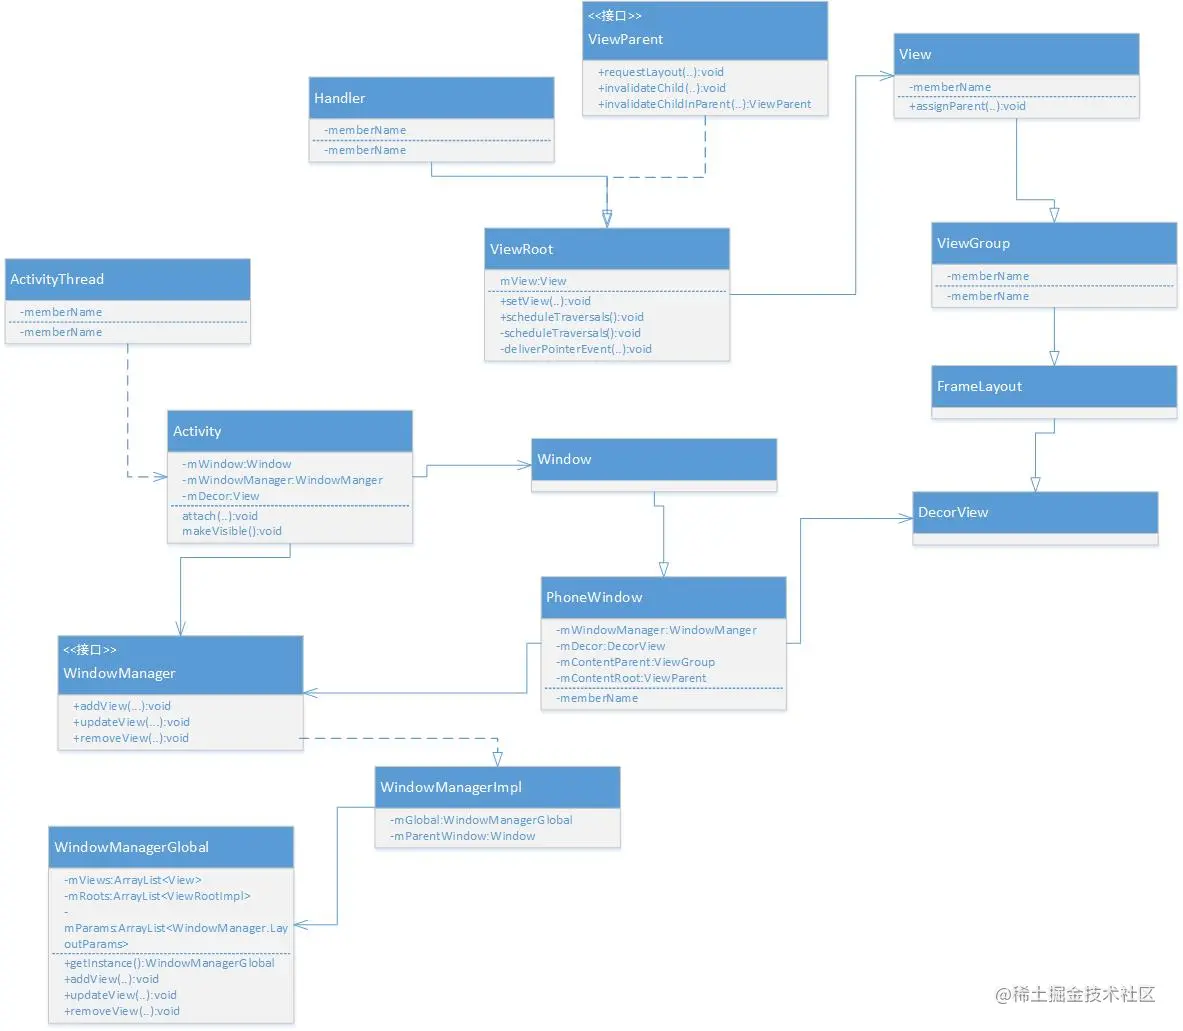 <<接口>>
ViewParent
+requestLayout(..):void
+invalidateChild(..):void
+invalidateChildInParent(..):ViewParent
View
-memberName
+assignParent(..):void
Handler
-memberName
-memberName
ViewRoot
mView:View
+setView(..):void
+scheduleTraversals():void
-scheduleTraversals():void
-deliverPointerEvent(..):void
ViewGroup
-memberName
-memberName
ActivityThread
-memberName
-memberName
FrameLayout
Activity
-mWindow:Window
-mWindowManager:WindowManger
-mDecor:View
attach(..):void
makeVisible():void
Window
DecorView
PhoneWindow
-mWindowManager:WindowManger
-mDecor:DecorView
-mContentParent:ViewGroup
-mContentRoot:ViewParent
-memberName
<<接口>>
WindowManager
+addView(...):void
+updateView(...):void
+removeView(..):void
WindowManagerImpl
-mGlobal:WindowManagerGlobal
-mParentWindow:Window
WindowManagerGlobal
-mViews:ArrayList<View>
-mRoots:ArrayList<ViewRootImpl>
-
mParams:ArrayList<WindowManager.Lay
outParams>
+getInstance():WindowManagerGlobal
+addView(..):void
+updateView(..):void
+removeView(..):void
@稀土掘金技术社区